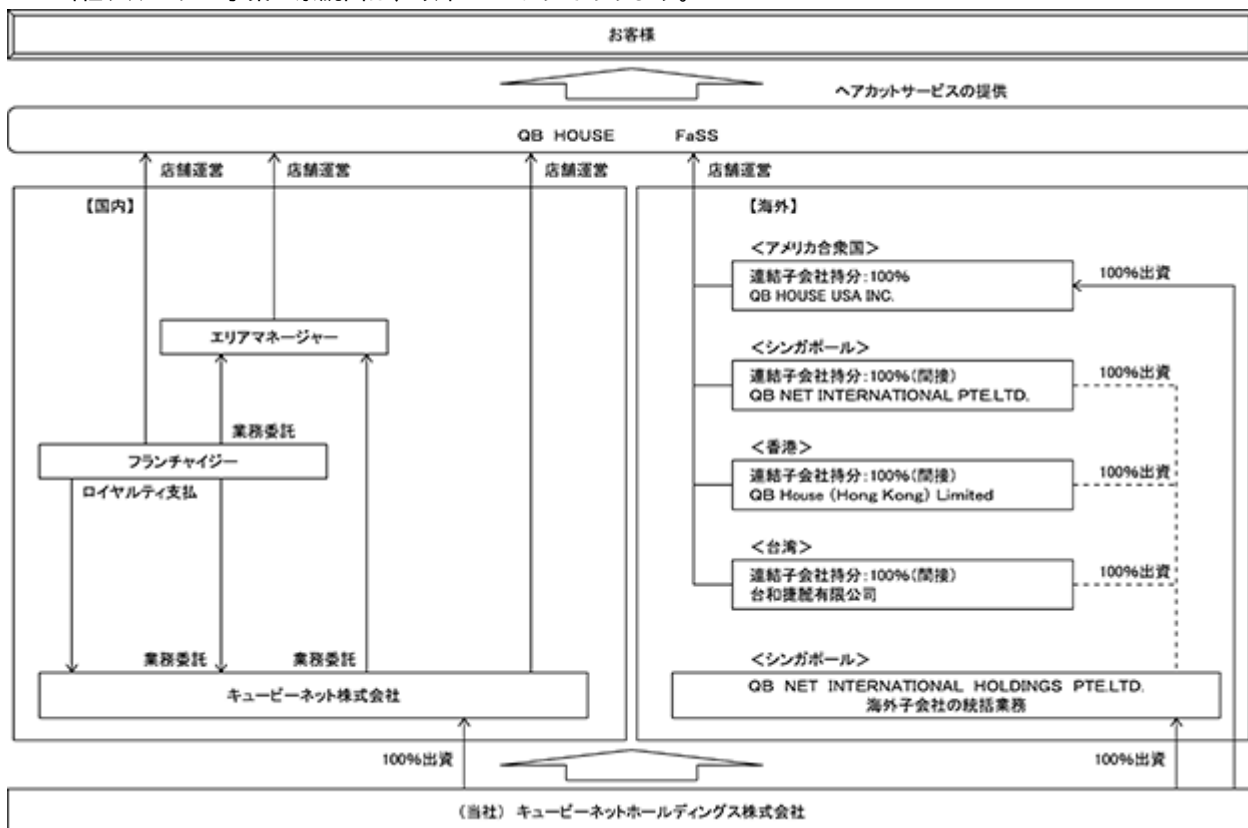 お客様
ヘアカットサービスの提供
QB HOUSE FaSS
店舗運営
店舗運営
店舗運営
店舗運営
【国内】
エリアマネージャー
業務委託
フランチャイジー
ロイヤルティ支払
業務委託
業務委託
キュービーネット株式会社
100%出資
【海外】
<アメリカ合衆国>
連結子会社持分:100%
QB HOUSE USA INC.
100%出資
<シンガポール>
連結子会社持分:100%(間接)
QB NET INTERNATIONAL PTE.LTD.
100%出資
<香港>
連結子会社持分:100%(間接)
QB House (Hong Kong) Limited
100%出資
<台湾>
連結子会社持分:100%(間接)
台和捷麗有限公司
100%出資
<シンガポール>
QB NET INTERNATIONAL HOLDINGS PTE.LTD.
海外子会社の統括業務
100%出資
(当社) キュービーネットホールディングス株式会社